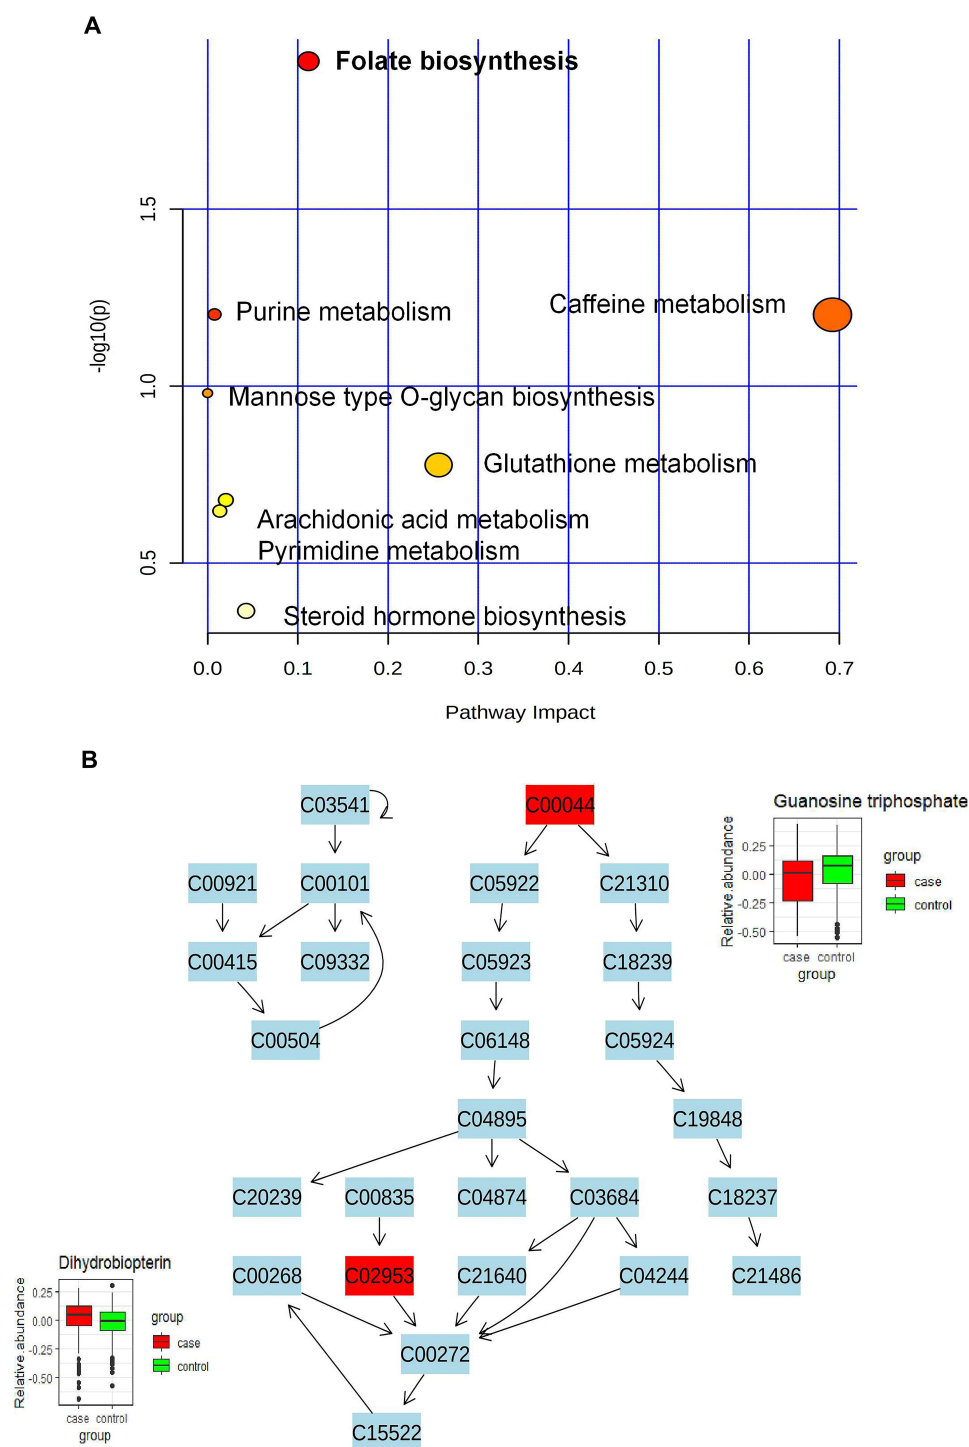 A
Folate biosynthesis
1.5
Caffeine metabolism
Purine metabolism
-log10(p)
1.0
Mannose type O-glycan biosynthesis
Glutathione metabolism
Arachidonic acid metabolism
Pyrimidine metabolism
0.5
Steroid hormone biosynthesis
0.0 0.1 0.2 0.3 0.4 0.5 0.6 0.7
Pathway Impact
B
C03541 C00044
Guanosine triphosphate
Relative.abundance
0.25
0.00
-0.25
-0.50
case control
group
group
case
control
C00921 C00101 C05922 C21310
C00415 C09332 C05923 C18239
C00504 C06148 C05924
C04895 C19848
C20239 C00835 C04874 C03684 C18237
C00268 C02953 C21640 C04244 C21486
Dihydrobiopterin
Relative.abundance
0.25
0.00
-0.25
-0.50
case control
group
group
case
control
C00272
C15522